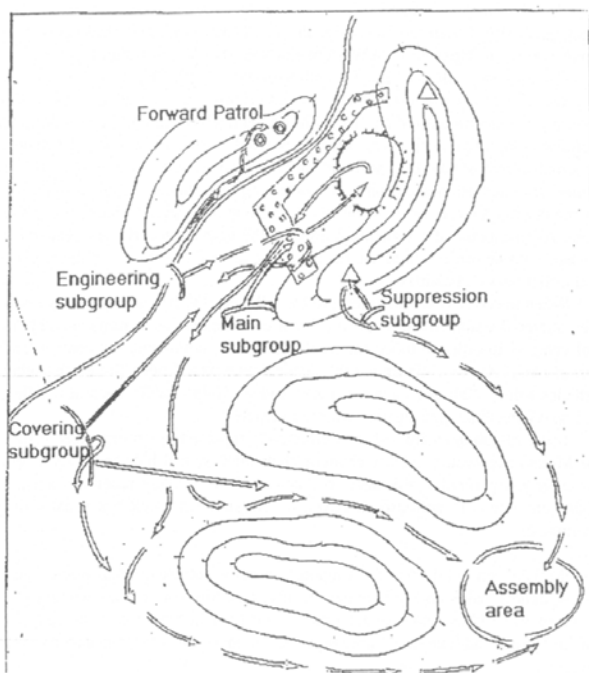 Forward Patrol
Engineering
subgroup
Main
subgroup
Suppression
subgroup
Covering
subgroup
Assembly
area